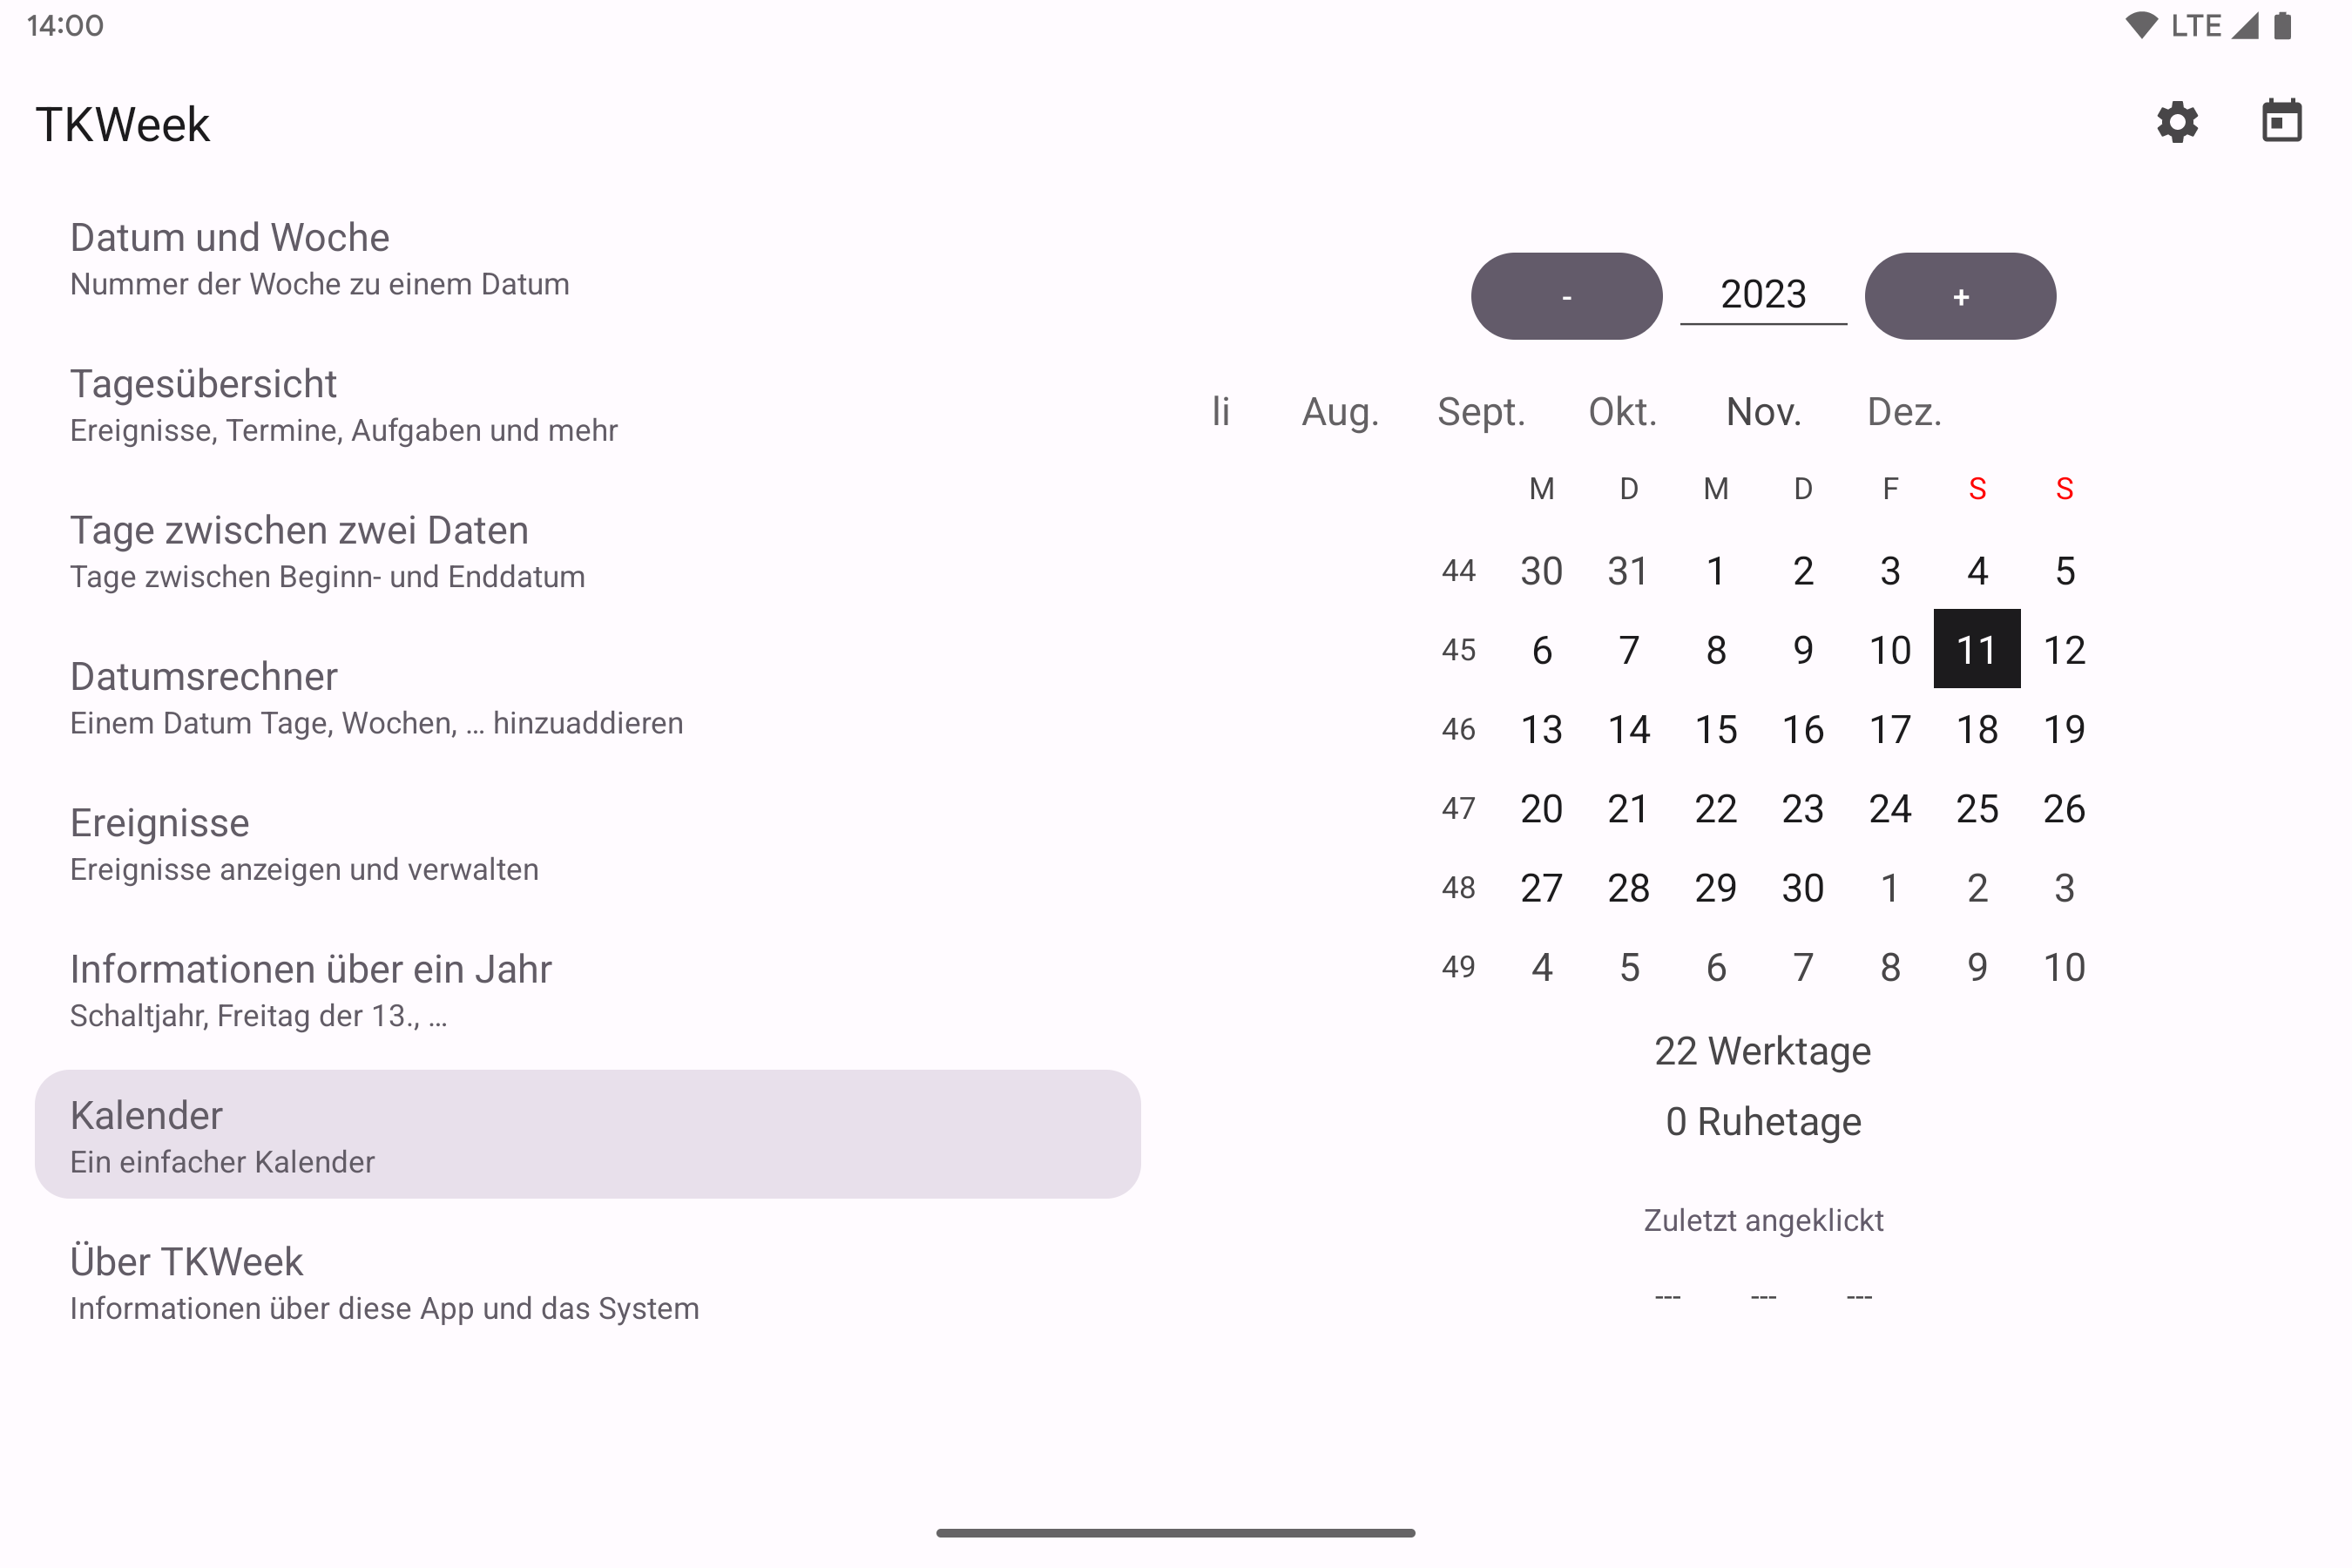 14:00 LTE
TKWeek
Datum und Woche
Nummer der Woche zu einem Datum
Tagesübersicht
Ereignisse, Termine, Aufgaben und mehr
Tage zwischen zwei Daten
Tage zwischen Beginn- und Enddatum
Datumsrechner
Einem Datum Tage, Wochen, … hinzuaddieren
Ereignisse
Ereignisse anzeigen und verwalten
Informationen über ein Jahr
Schaltjahr, Freitag der 13., …
Kalender
Ein einfacher Kalender
Über TKWeek
Informationen über diese App und das System
- 2023 +
li Aug. Sept. Okt. Nov. Dez.
M D M D F S S
44 30 31 1 2 3 4 5
45 6 7 8 9 10 11 12
46 13 14 15 16 17 18 19
47 20 21 22 23 24 25 26
48 27 28 29 30 1 2 3
49 4 5 6 7 8 9 10
22 Werktage
0 Ruhetage
Zuletzt angeklickt
--- --- ---